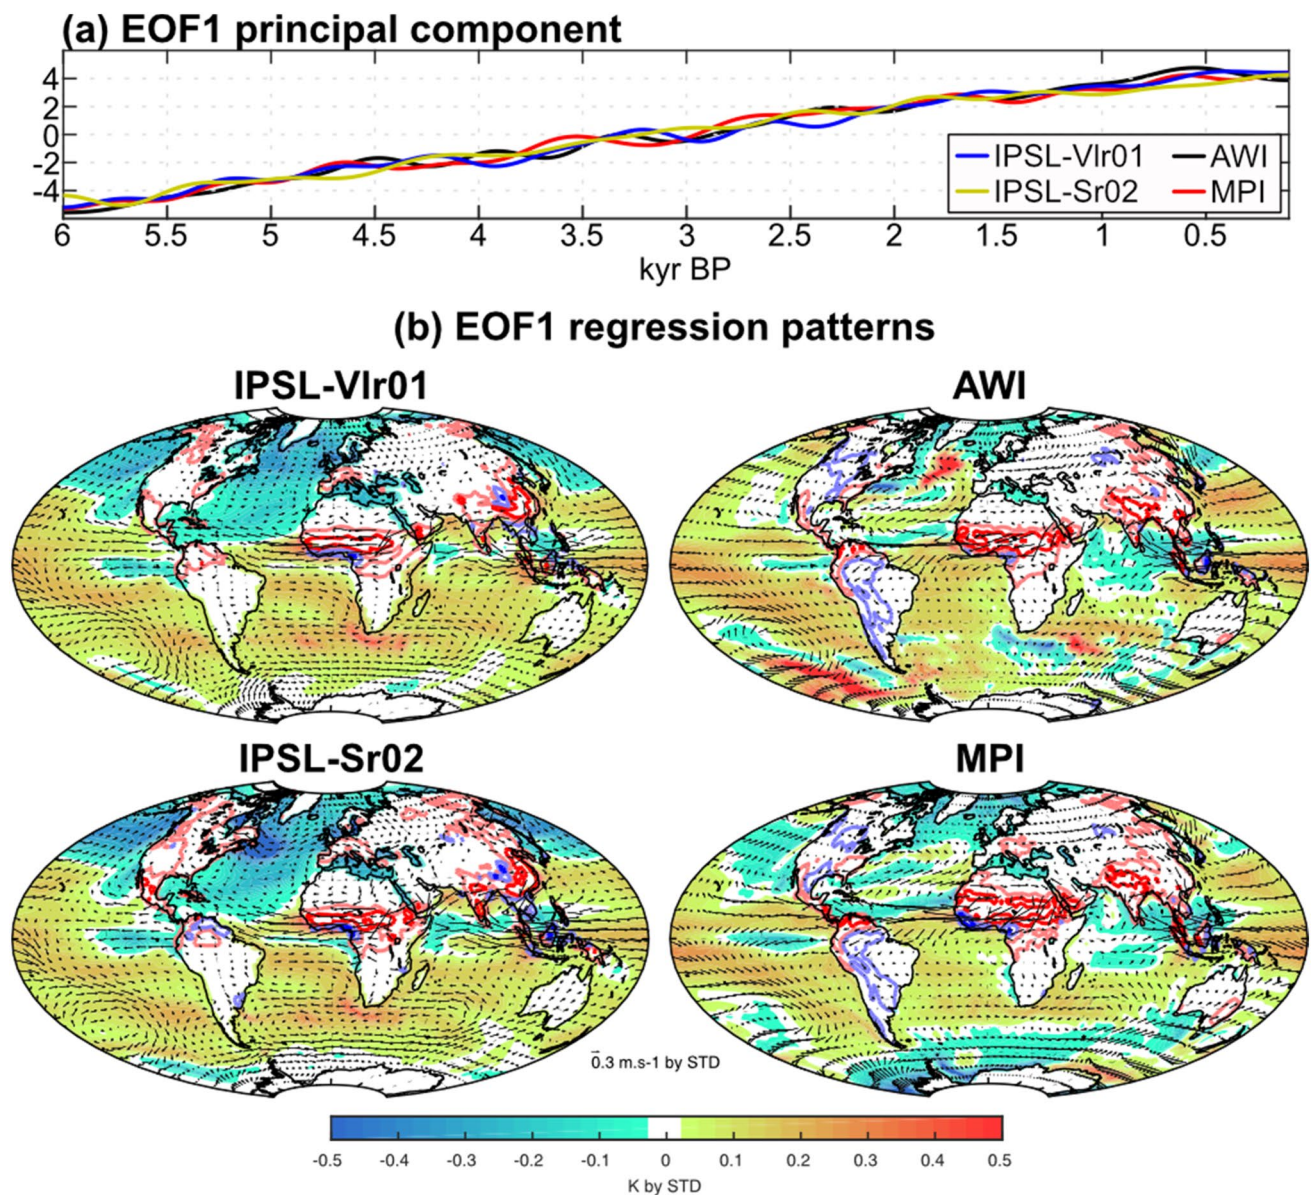 (a) EOF1 principal component
4
2
0
-2
-4
IPSL-Vlr01
AWI
IPSL-Sr02
MPI
6 5.5 5 4.5 4 3.5 3 2.5 2 1.5 1 0.5
kyr BP
(b) EOF1 regression patterns
IPSL-Vlr01
AWI
IPSL-Sr02
MPI
0.3 m.s-1 by STD
-0.5 -0.4 -0.3 -0.2 -0.1 0 0.1 0.2 0.3 0.4 0.5
K by STD